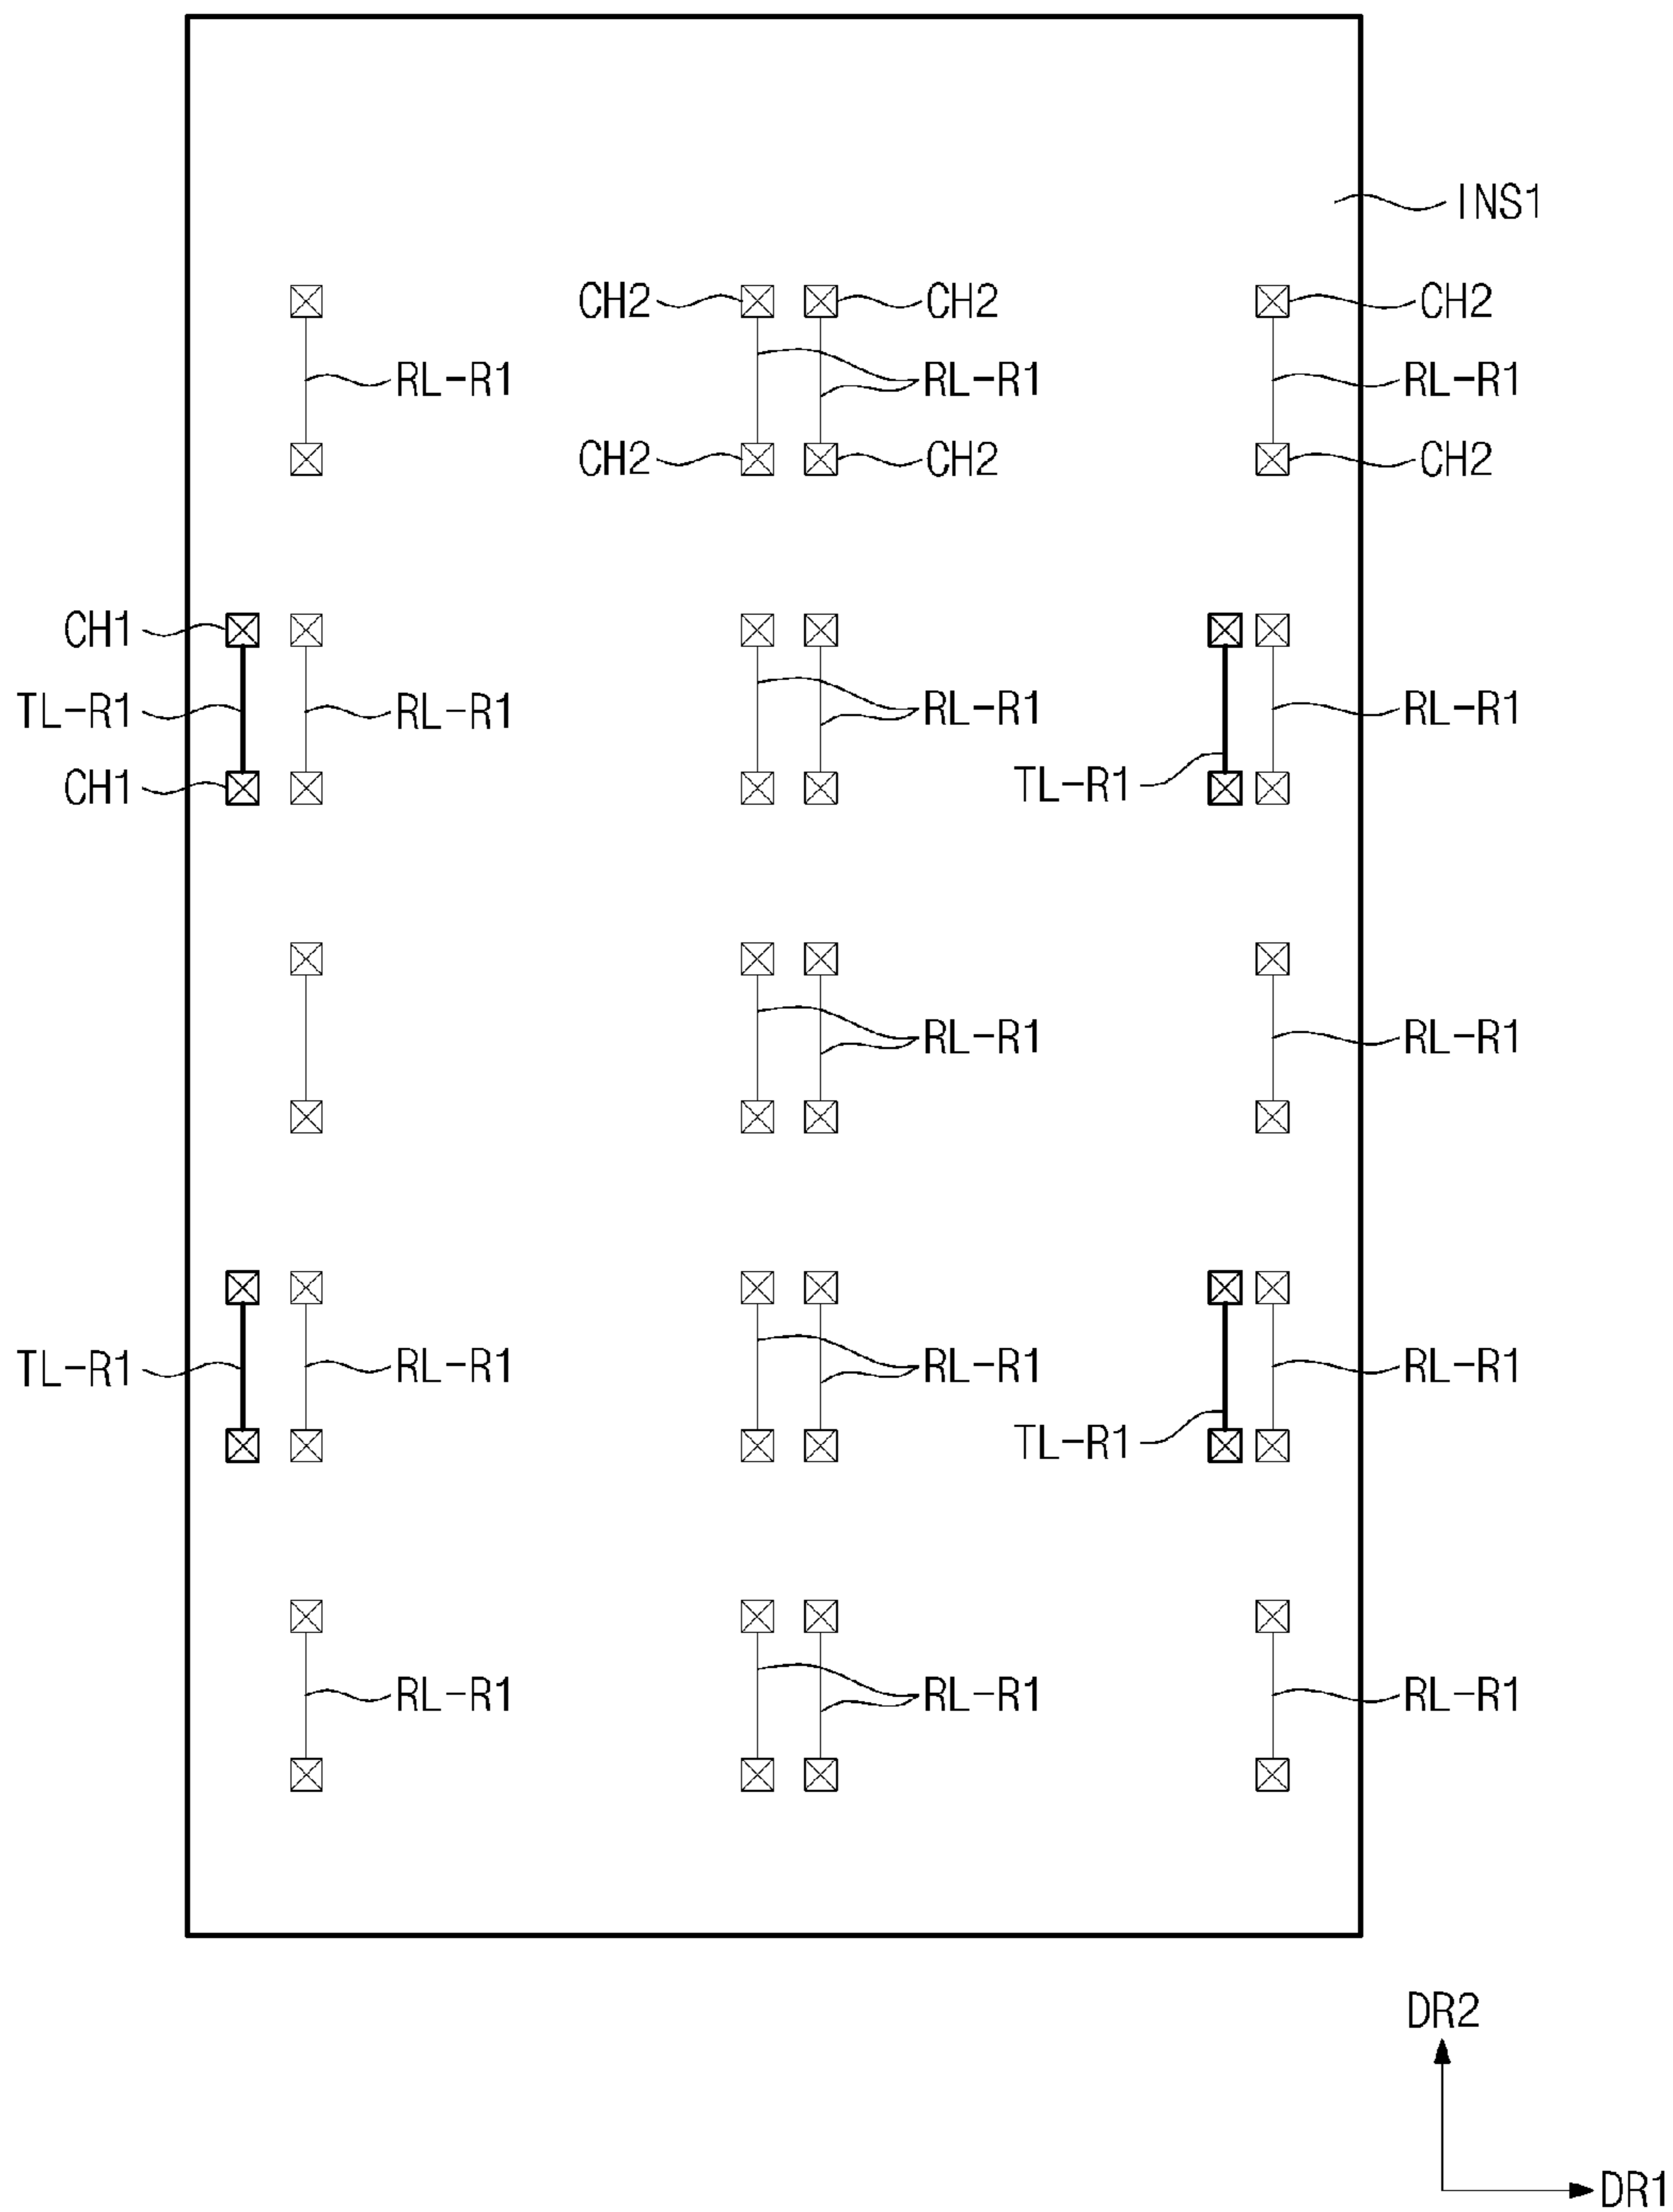 INS1
CH2 CH2 CH2
RL-R1 RL-R1 RL-R1
CH2 CH2 CH2
CH1
TL-R1 RL-R1 RL-R1 RL-R1
CH1 TL-R1
RL-R1 RL-R1
TL-R1 RL-R1 RL-R1 RL-R1
TL-R1
RL-R1 RL-R1 RL-R1
DR2
DR1